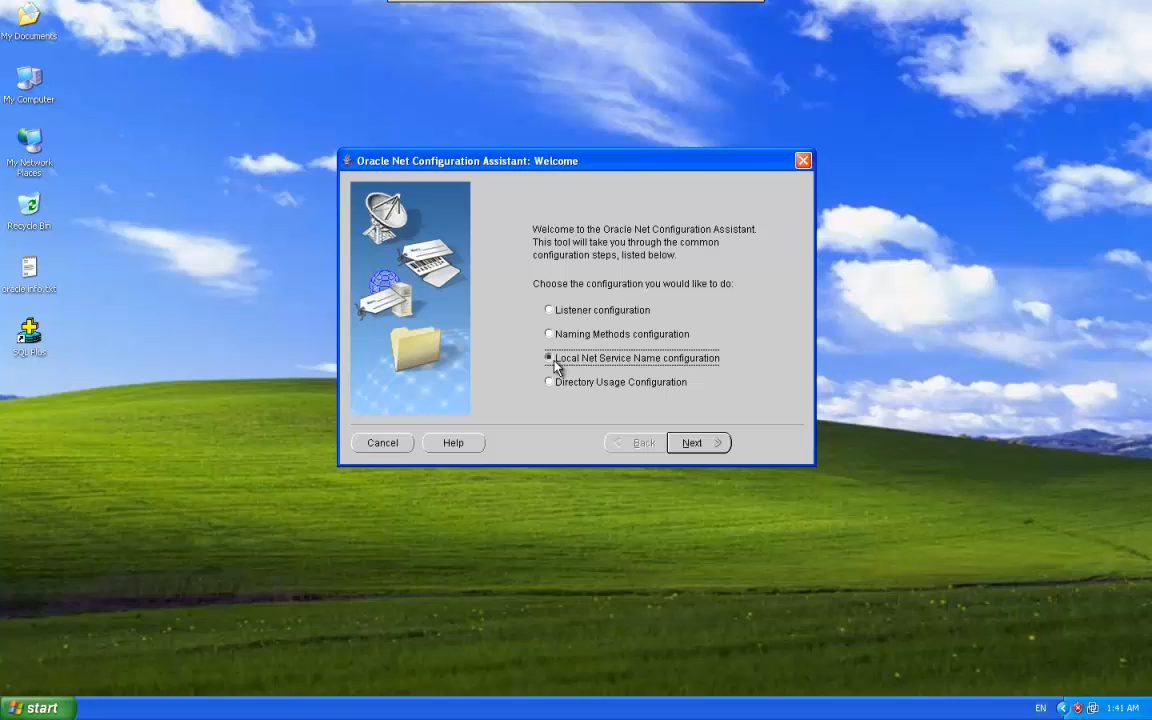 My Documents
My Computer
My Network
Places
Recycle Bin
oracle info.txt
SQL Plus
Oracle Net Configuration Assistant: Welcome
Welcome to the Oracle Net Configuration Assistant.
This tool will take you through the common
configuration steps, listed below.
Choose the configuration you would like to do:
Listener configuration
Naming Methods configuration
Local Net Service Name configuration
Directory Usage Configuration
Cancel
Help
Back
Next
start
EN
1:41 AM